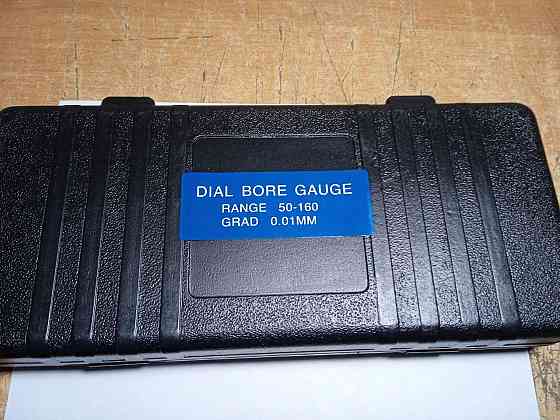 DIAL BORE GAUGE
RANGE 50-160
GRAD 0.01MM